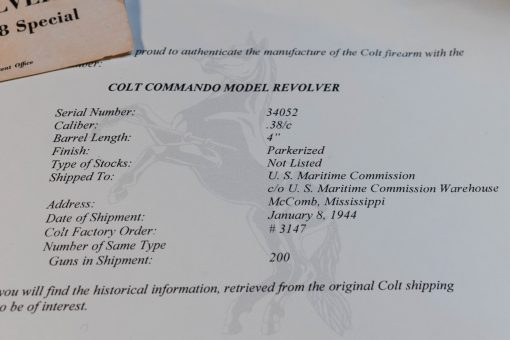 8 Special
ent Office
proud to authenticate the manufacture of the Colt firearm with the
COLT COMMANDO MODEL REVOLVER
Serial Number: 34052
Caliber: .38/c
Barrel Length: 4"
Finish: Parkerized
Type of Stocks: Not Listed
Shipped To: U. S. Maritime Commission
c/o U. S. Maritime Commission Warehouse
Address: McComb, Mississippi
Date of Shipment: January 8, 1944
Colt Factory Order: # 3147
Number of Same Type
Guns in Shipment: 200
you will find the historical information, retrieved from the original Colt shipping
o be of interest.